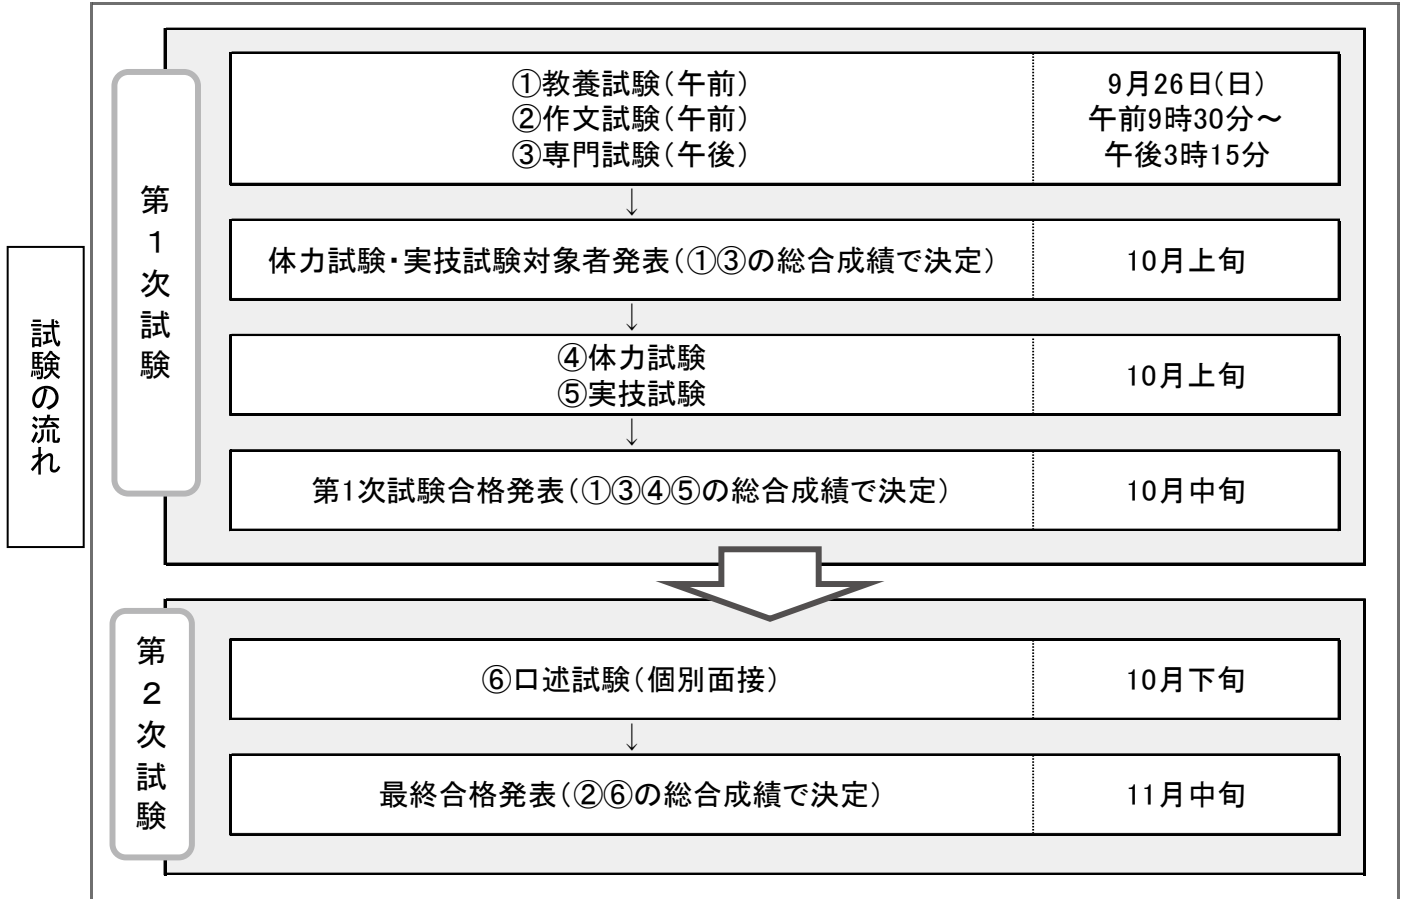 試験の流れ
第1次試験
①教養試験(午前)
②作文試験(午前)
③専門試験(午後)
9月26日(日)
午前9時30分～
午後3時15分
↓
体力試験・実技試験対象者発表(①③の総合成績で決定)
10月上旬
↓
④体力試験
⑤実技試験
10月上旬
↓
第1次試験合格発表(①③④⑤の総合成績で決定)
10月中旬
第2次試験
⑥口述試験(個別面接)
10月下旬
↓
最終合格発表(②⑥の総合成績で決定)
11月中旬